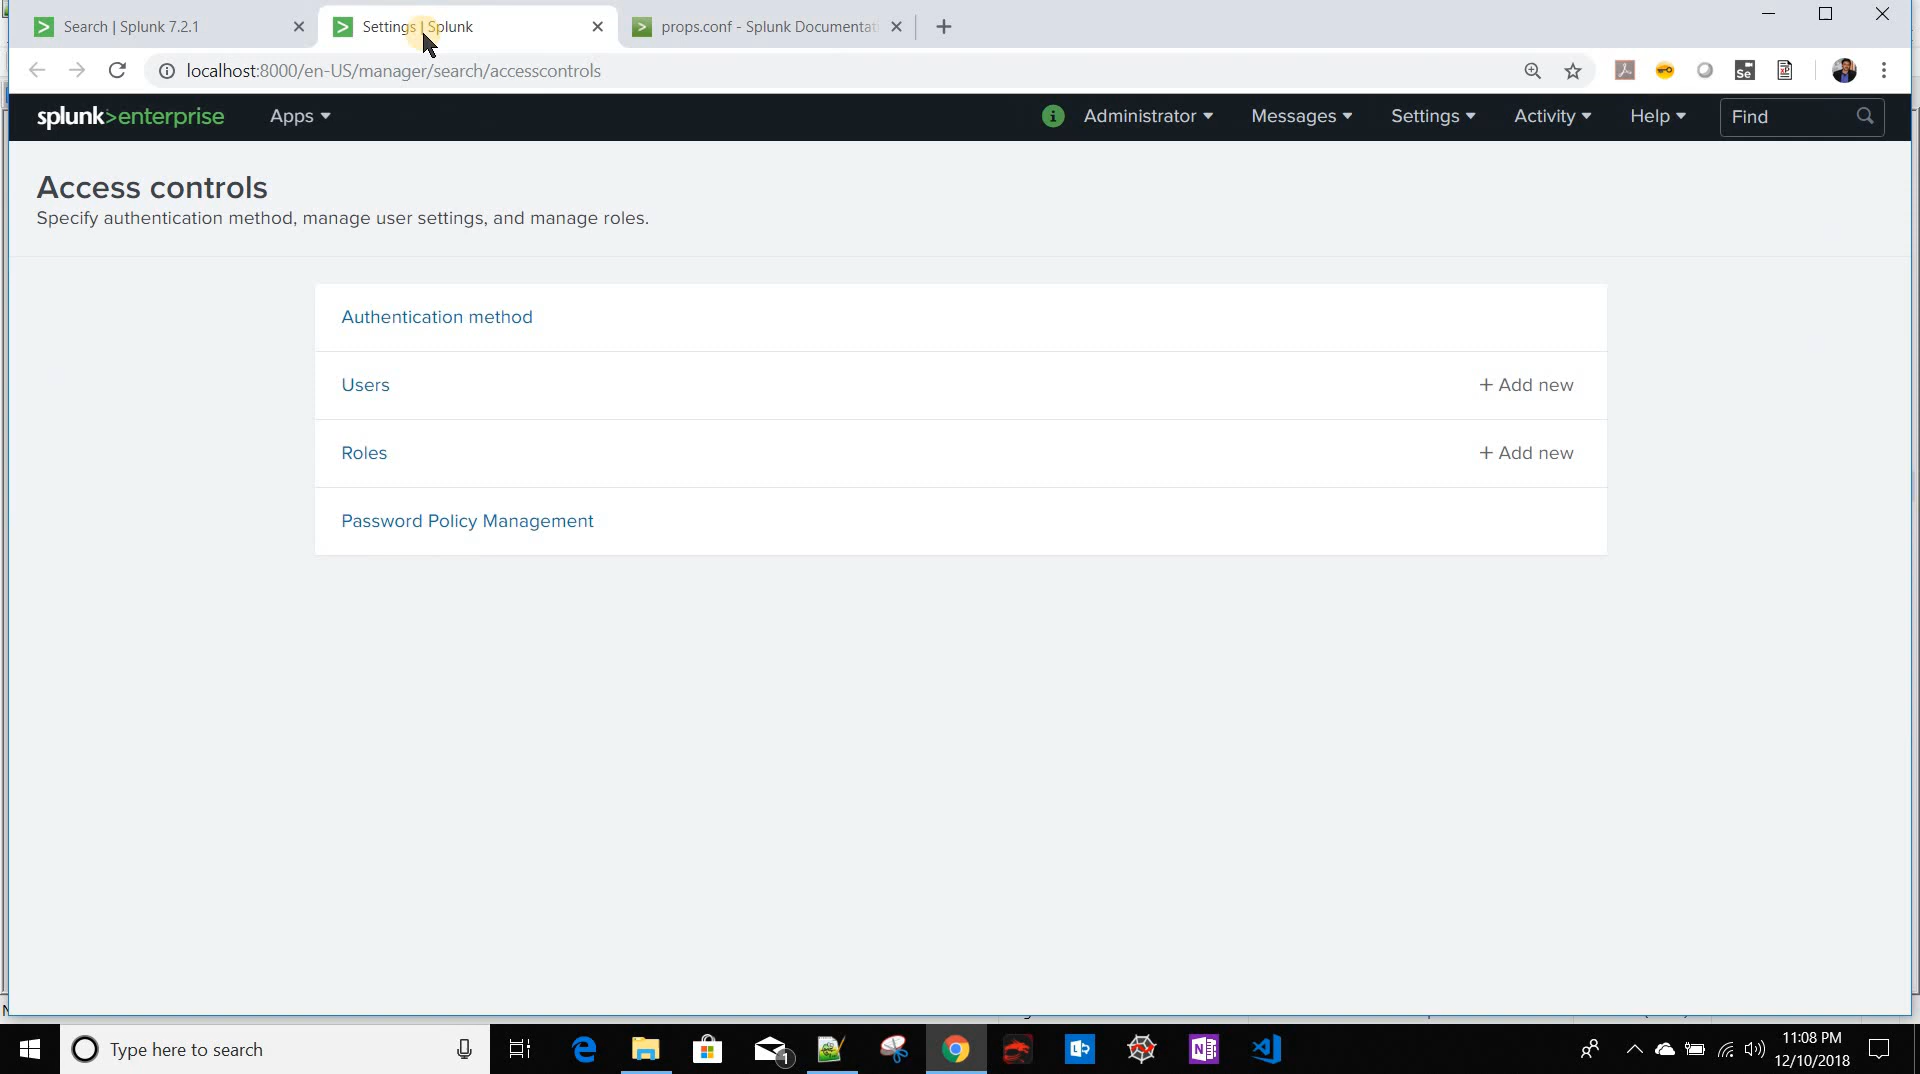 Search | Splunk 7.2.1
Settings | Splunk
props.conf - Splunk Documentati
localhost:8000/en-US/manager/search/accesscontrols
splunk>enterprise
Apps
Administrator
Messages
Settings
Activity
Help
Find
Access controls
Specify authentication method, manage user settings, and manage roles.
Authentication method
Users
+ Add new
Roles
+ Add new
Password Policy Management
Type here to search
1
11:08 PM
12/10/2018